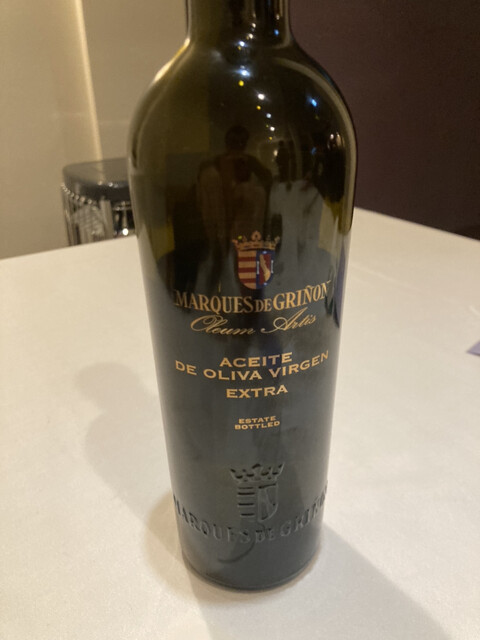 MARQUES DE GRIÑON
Oleum Artis
ACEITE
DE OLIVA VIRGEN
EXTRA
ESTATE
BOTTLED
MARQUES DE GRIÑON